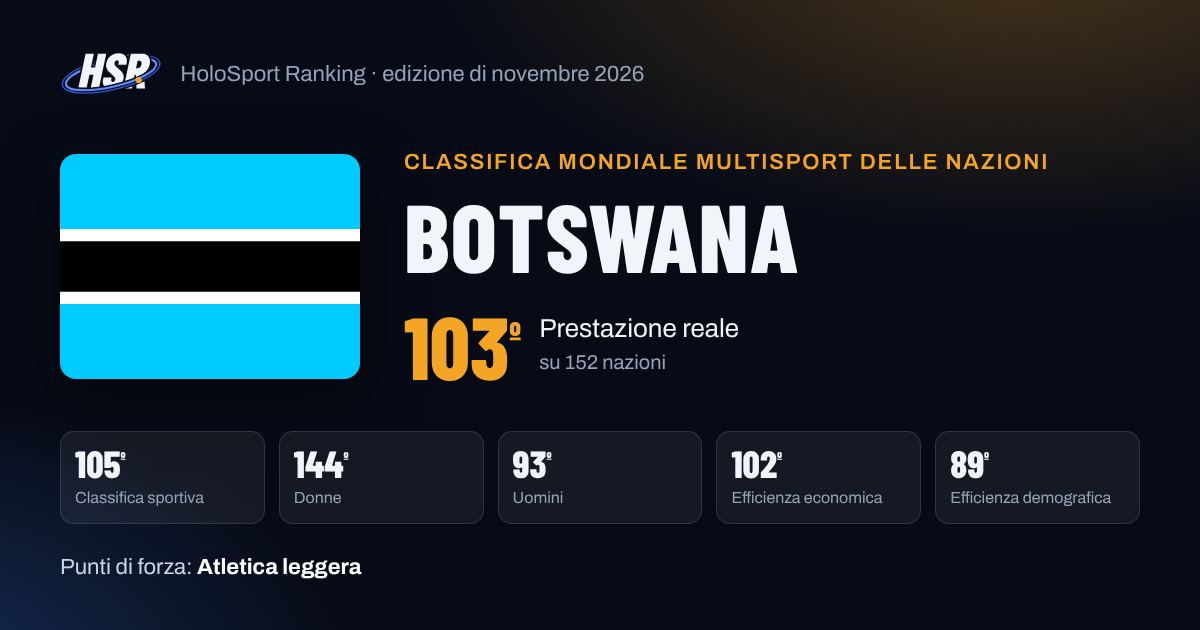 HSR
HoloSport Ranking · edizione di novembre 2026
CLASSIFICA MONDIALE MULTISPORT DELLE NAZIONI
BOTSWANA
103º
Prestazione reale
su 152 nazioni
105º
Classifica sportiva
144º
Donne
93º
Uomini
102º
Efficienza economica
89º
Efficienza demografica
Punti di forza: Atletica leggera